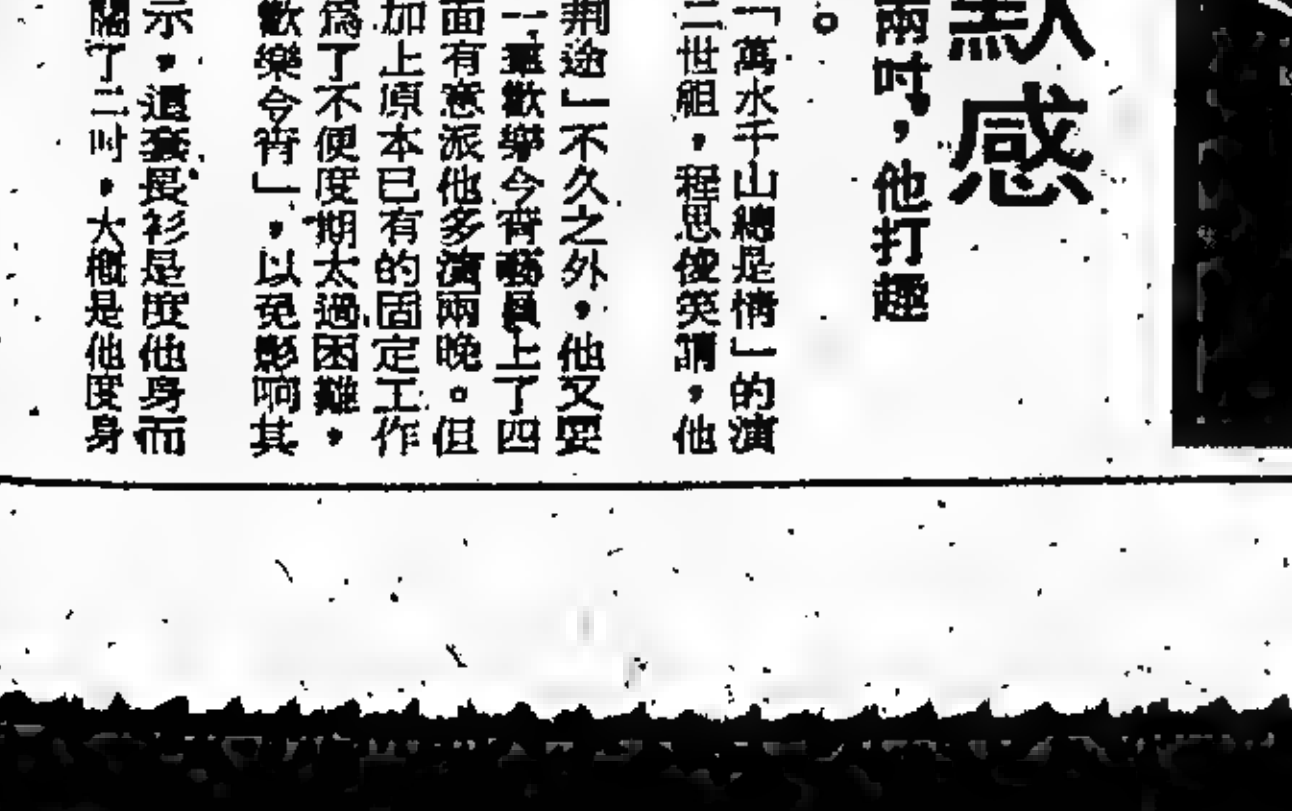 默感
兩吋,他打趣
。
「萬水千山總是情」的演
二世祖,程思俊笑謂,他
荆途」不久之外,他又要
「歡樂今宵藝員上了四
面有意派他多演兩晚。但
加上原本已有的固定工作
爲了不便度期太過困難,
歡樂今宵」,以免影响其
示,這套長衫是度他身而
闊了二吋,大概是他度身